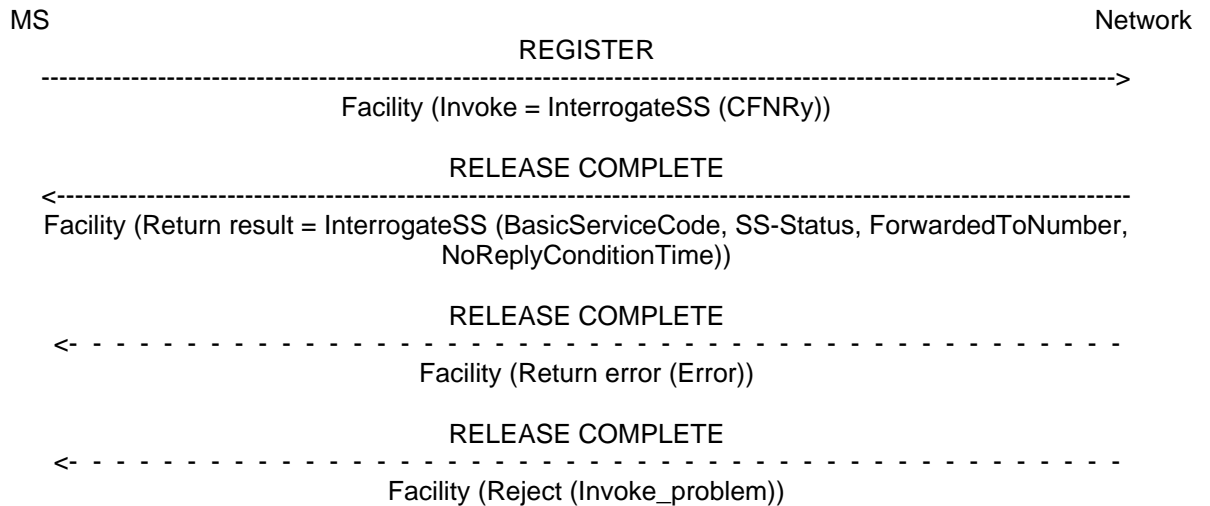 MS Network
REGISTER
Facility (Invoke = InterrogateSS (CFNRy))
RELEASE COMPLETE
Facility (Return result = InterrogateSS (BasicServiceCode, SS-Status, ForwardedToNumber,
NoReplyConditionTime))
RELEASE COMPLETE
Facility (Return error (Error))
RELEASE COMPLETE
Facility (Reject (Invoke_problem))